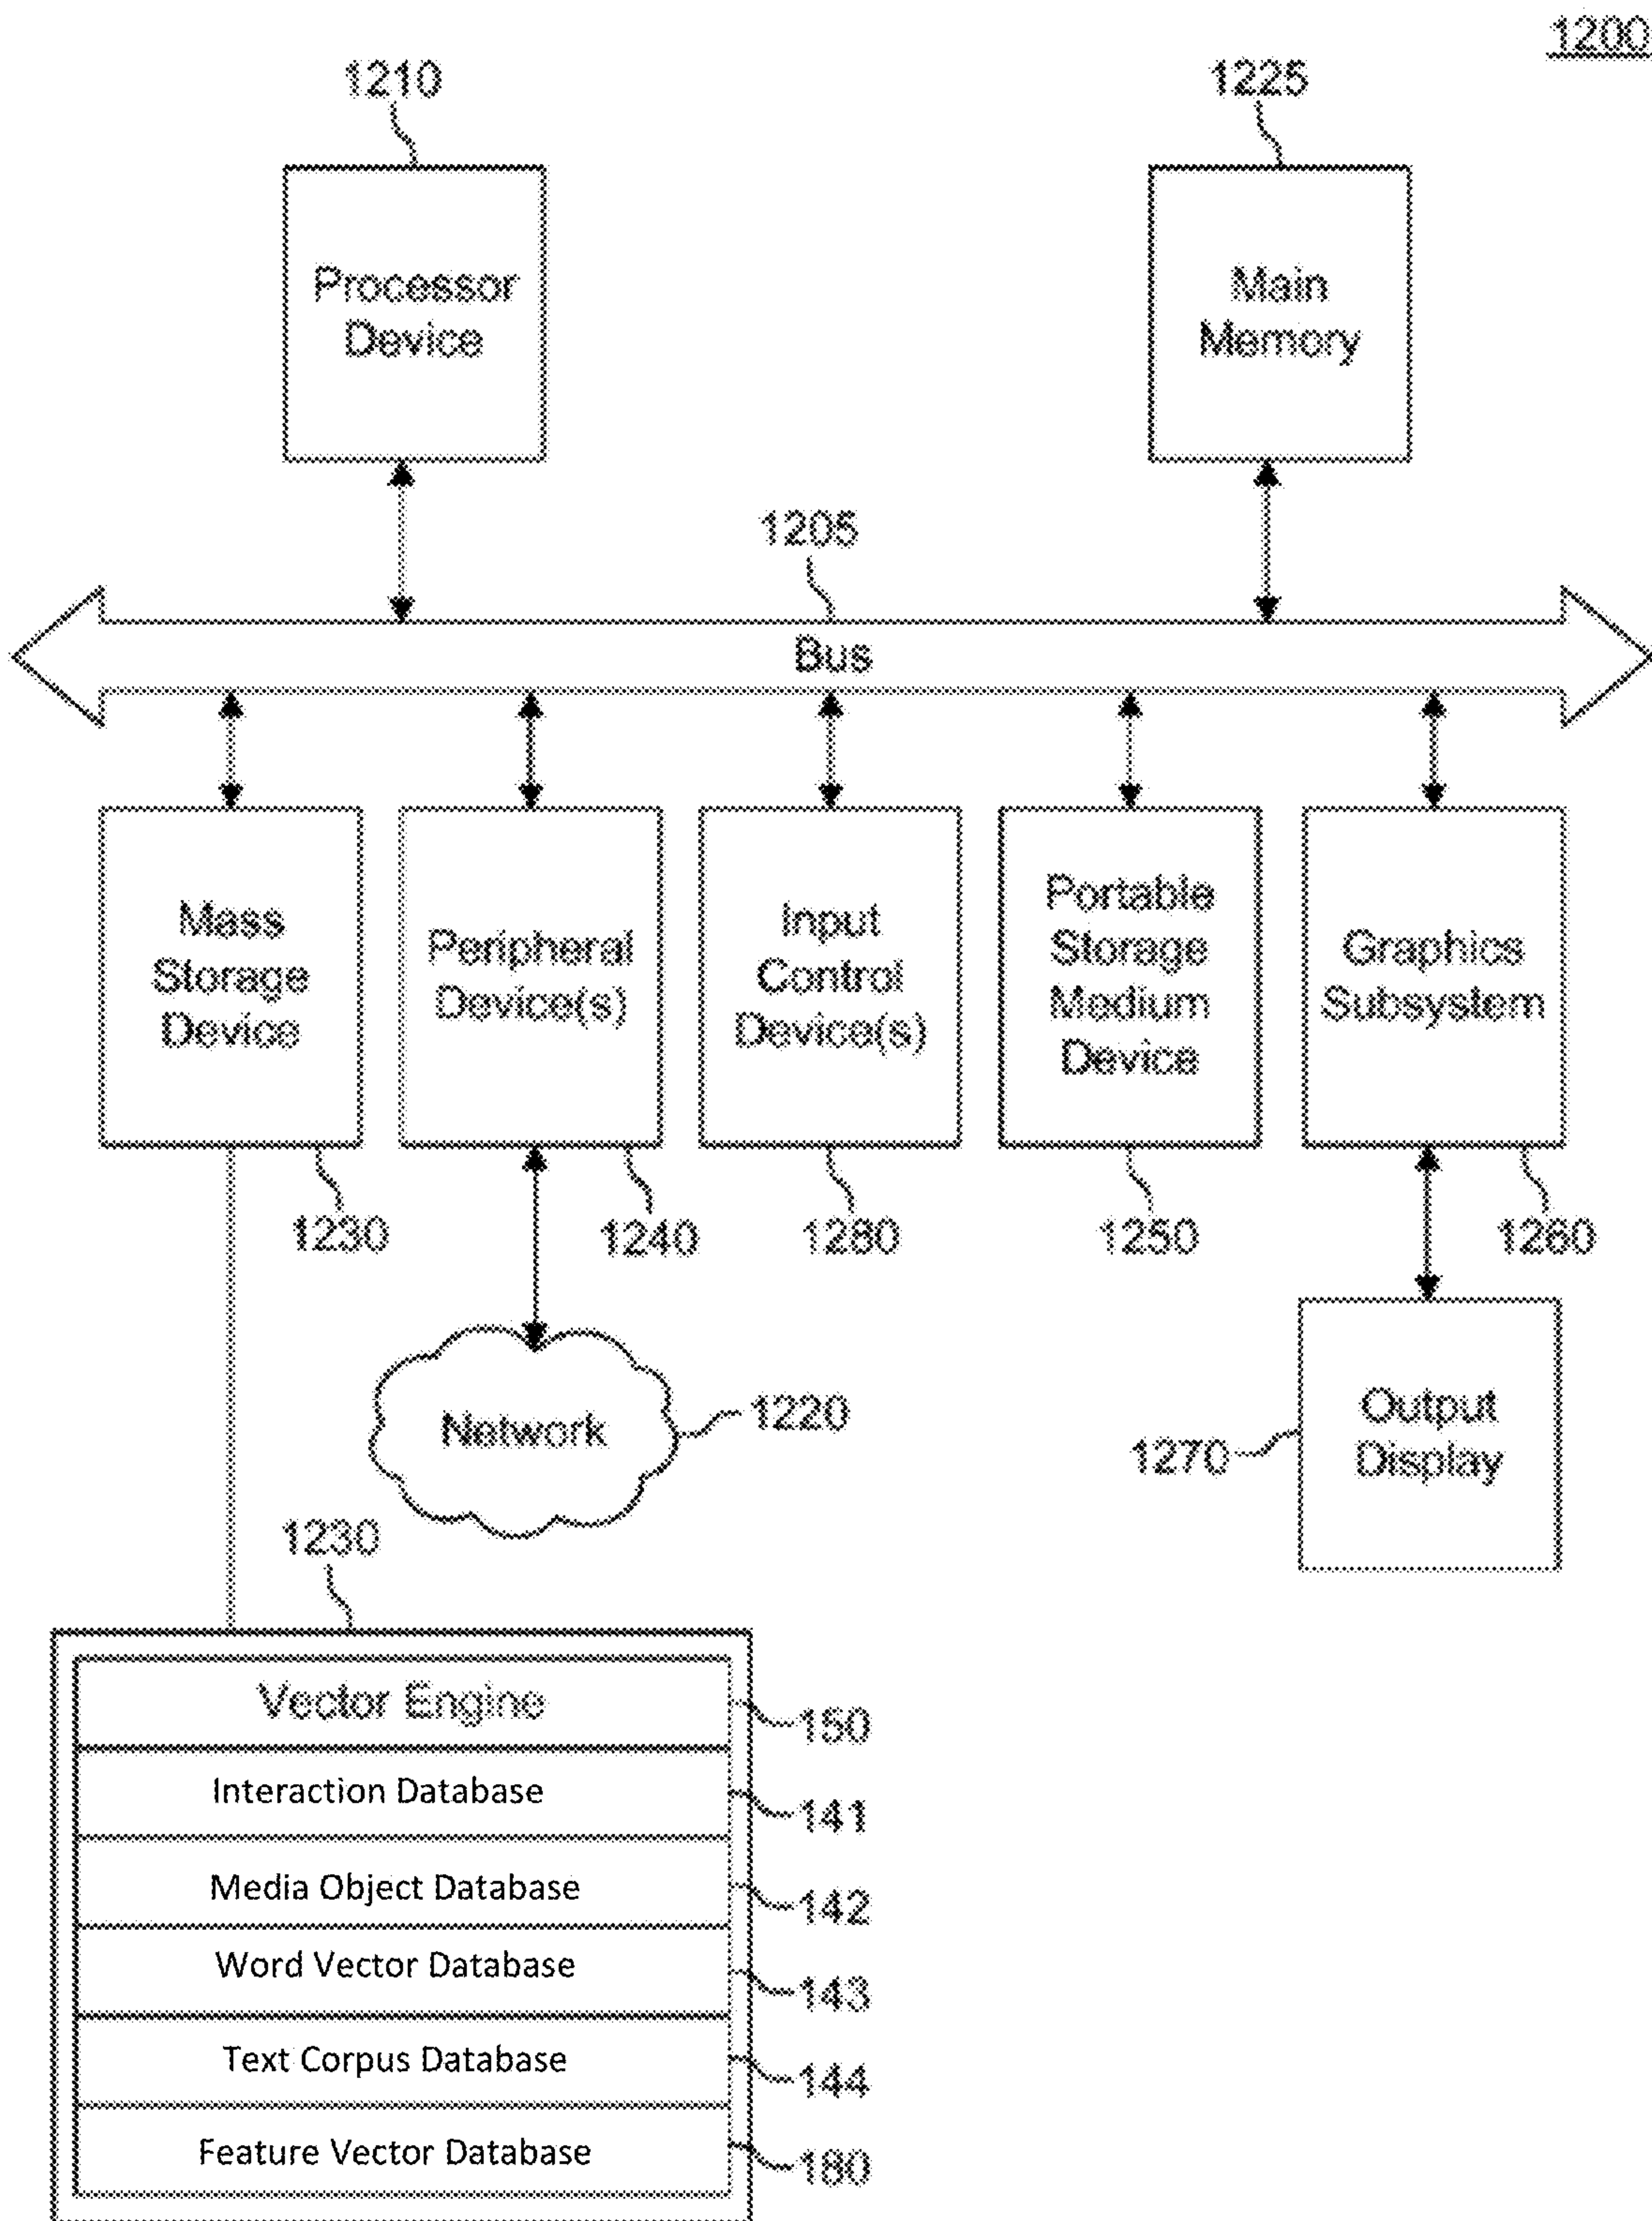 1200
1210
1225
Processor
Device
Main
Memory
1205
Bus
Mass
Storage
Device
Peripheral
Device(s)
Input
Control
Device(s)
Portable
Storage
Medium
Device
Graphics
Subsystem
1230
1240
1280
1250
1260
Network
1220
Output
Display
1270
1230
Vector Engine
150
Interaction Database
141
Media Object Database
142
Word Vector Database
143
Text Corpus Database
144
Feature Vector Database
180